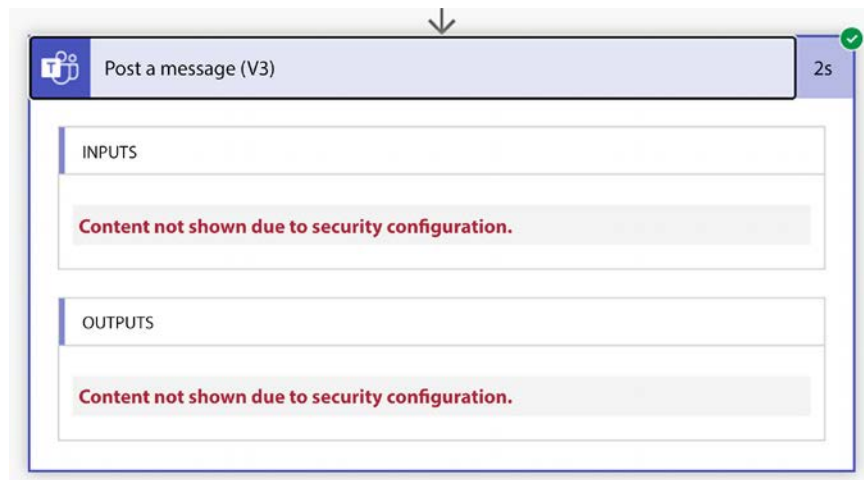 Post a message (V3)
2s
INPUTS
Content not shown due to security configuration.
OUTPUTS
Content not shown due to security configuration.